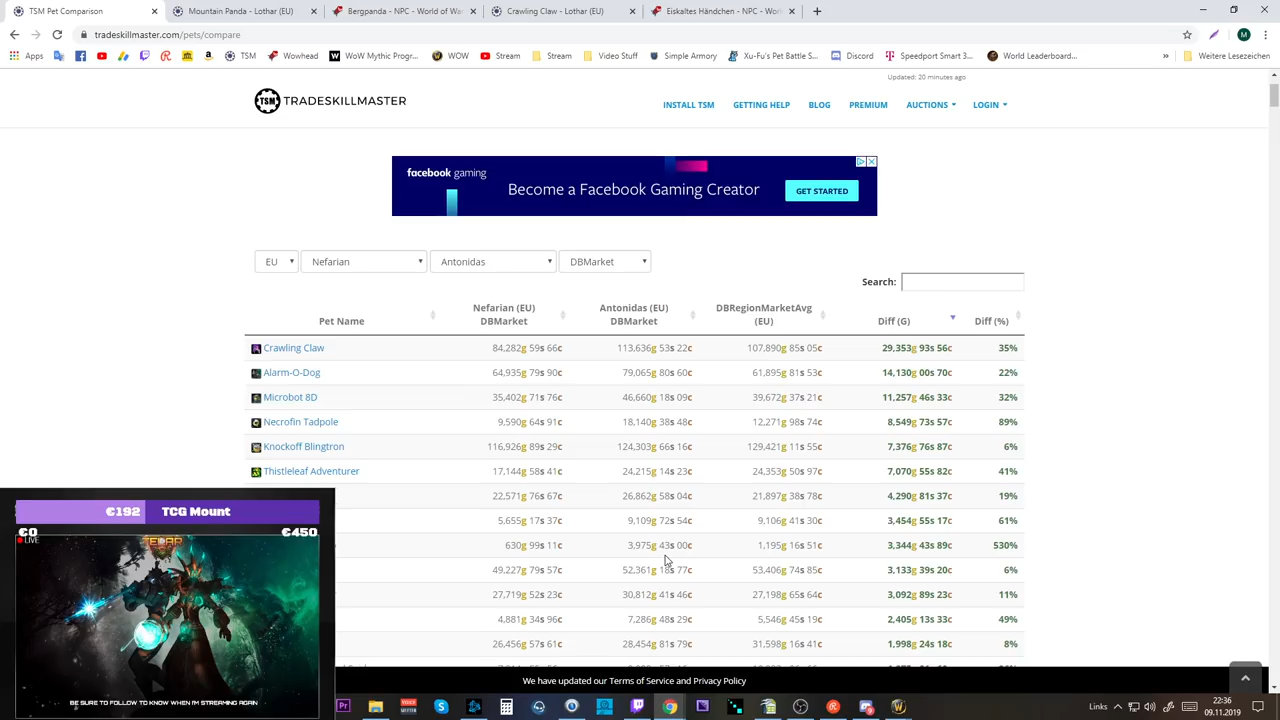 TSM Pet Comparison
Mountain Panda - Lothar (EU)
Bergpanda - NPC - World of War
Crawling Claw - Lothar (EU)
Eiskaltes Händchen - NPC - Wor
tradeskillmaster.com/pets/compare
Apps
TSM
Wowhead
WoW Mythic Progr...
WOW
Stream
Stream
Video Stuff
Simple Armory
Xu-Fu's Pet Battle S...
Discord
Speedport Smart 3...
World Leaderboard...
Weitere Lesezeichen
Updated: 20 minutes ago
TSM TRADESKILLMASTER
INSTALL TSM
GETTING HELP
BLOG
PREMIUM
AUCTIONS
LOGIN
facebook gaming
Become a Facebook Gaming Creator
GET STARTED
EU
Nefarian
Antonidas
DBMarket
Search:
Pet Name
Nefarian (EU) DBMarket
Antonidas (EU) DBMarket
DBRegionMarketAvg (EU)
Diff (G)
Diff (%)
Crawling Claw 84,282g 59s 66c 113,636g 53s 22c 107,890g 85s 05c 29,353g 93s 56c 35%
Alarm-O-Dog 64,935g 79s 90c 79,065g 80s 60c 61,895g 81s 53c 14,130g 00s 70c 22%
Microbot 8D 35,402g 71s 76c 46,660g 18s 09c 39,672g 37s 21c 11,257g 46s 33c 32%
Necrofin Tadpole 9,590g 64s 91c 18,140g 38s 48c 12,271g 98s 74c 8,549g 73s 57c 89%
Knockoff Blingtron 116,926g 89s 29c 124,303g 66s 16c 129,421g 11s 55c 7,376g 76s 87c 6%
Thistleleaf Adventurer 17,144g 58s 41c 24,215g 14s 23c 24,353g 50s 97c 7,070g 55s 82c 41%
22,571g 76s 67c 26,862g 58s 04c 21,897g 38s 78c 4,290g 81s 37c 19%
5,655g 17s 37c 9,109g 72s 54c 9,106g 41s 30c 3,454g 55s 17c 61%
630g 99s 11c 3,975g 43s 00c 1,195g 16s 51c 3,344g 43s 89c 530%
49,227g 79s 57c 52,361g 18s 77c 53,406g 74s 85c 3,133g 39s 20c 6%
27,719g 52s 23c 30,812g 41s 46c 27,198g 65s 64c 3,092g 89s 23c 11%
4,881g 34s 96c 7,286g 48s 29c 5,546g 45s 19c 2,405g 13s 33c 49%
26,456g 57s 61c 28,454g 81s 79c 31,598g 16s 41c 1,998g 24s 18c 8%
€192
TCG Mount
€0
€450
LIVE
BE SURE TO FOLLOW TO KNOW WHEN I'M STREAMING AGAIN
We have updated our Terms of Service and Privacy Policy
Links
22:36
09.11.2019